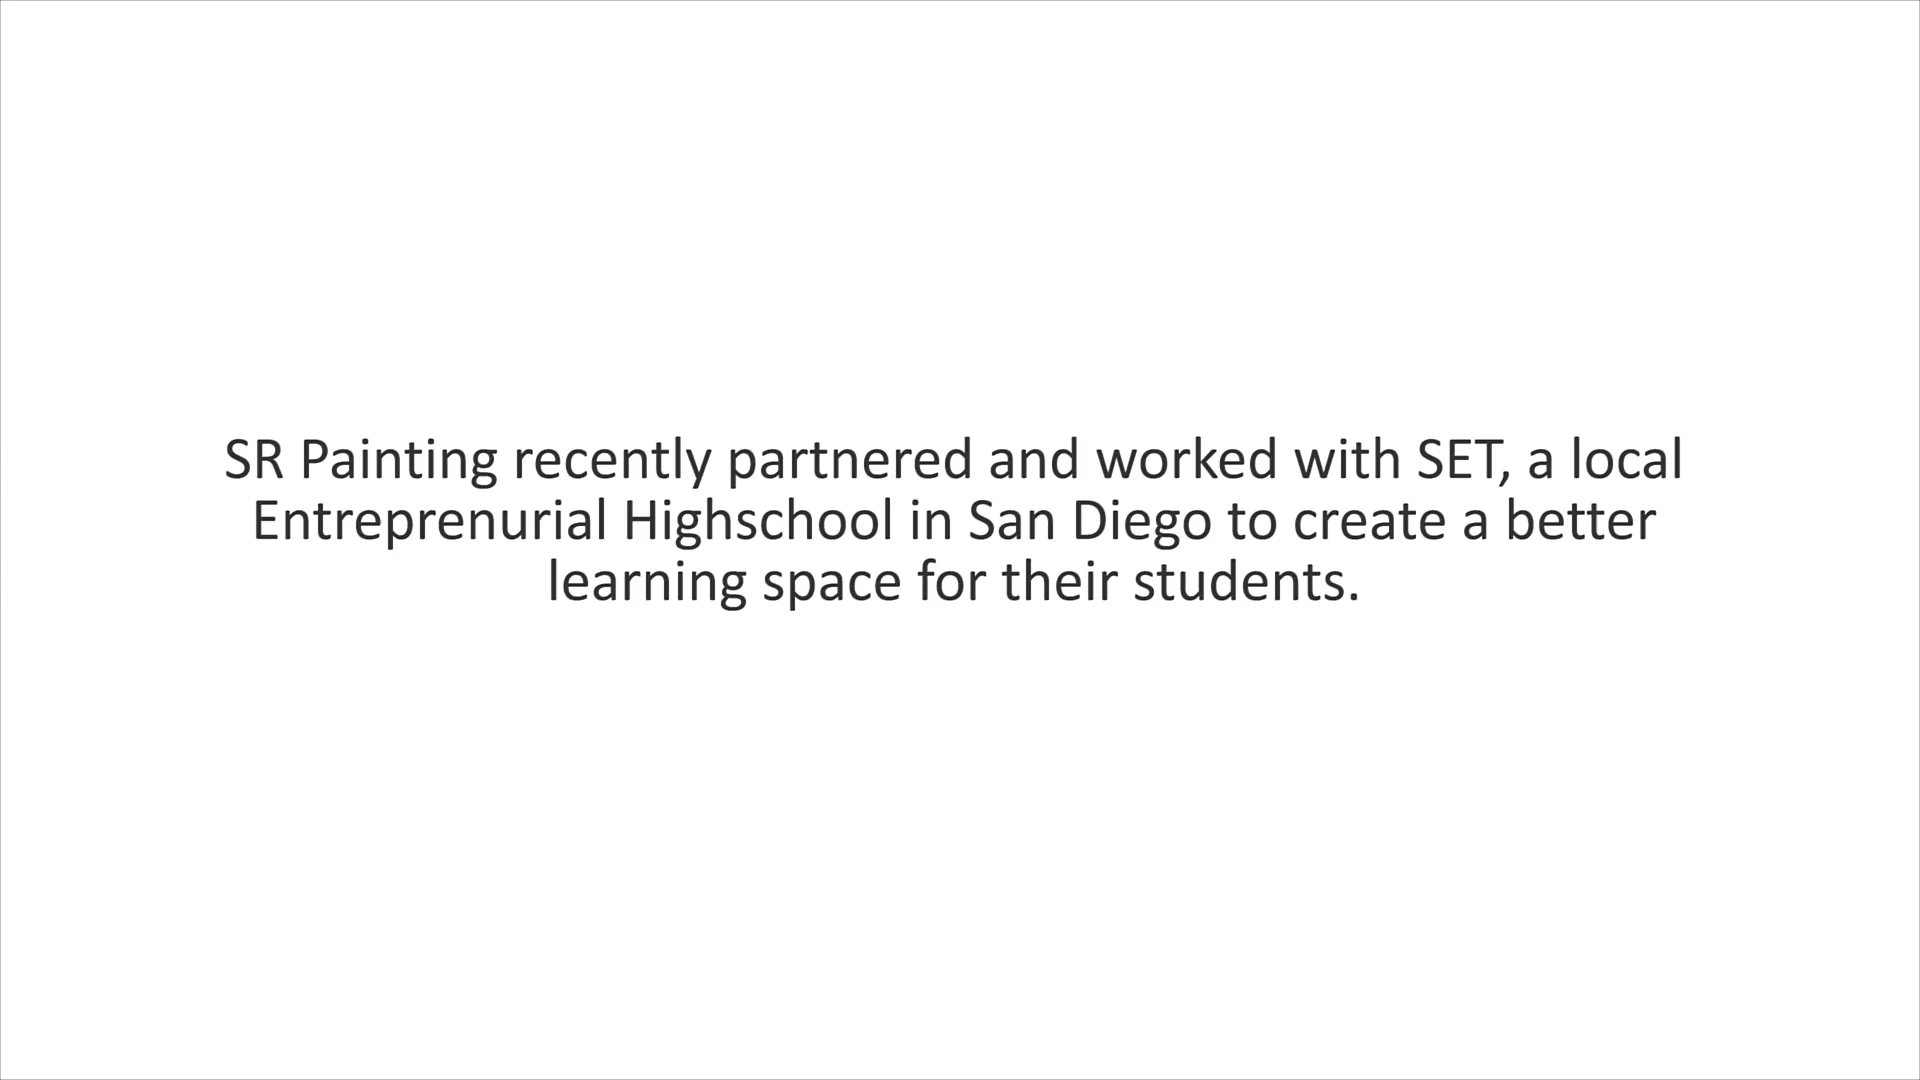 SR Painting recently partnered and worked with SET, a local
Entreprenurial Highschool in San Diego to create a better
learning space for their students.